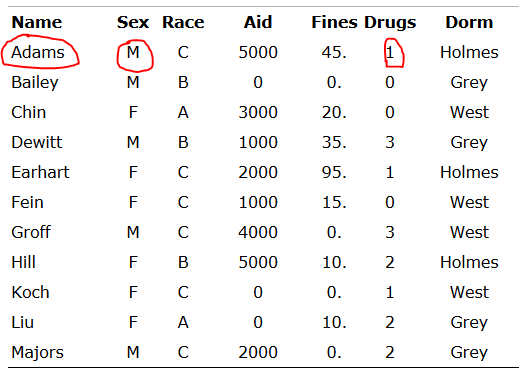 Name Sex Race Aid Fines Drugs Dorm
Adams M C 5000 45. 1 Holmes
Bailey M B 0 0. 0 Grey
Chin F A 3000 20. 0 West
Dewitt M B 1000 35. 3 Grey
Earhart F C 2000 95. 1 Holmes
Fein F C 1000 15. 0 West
Groff M C 4000 0. 3 West
Hill F B 5000 10. 2 Holmes
Koch F C 0 0. 1 West
Liu F A 0 10. 2 Grey
Majors M C 2000 0. 2 Grey